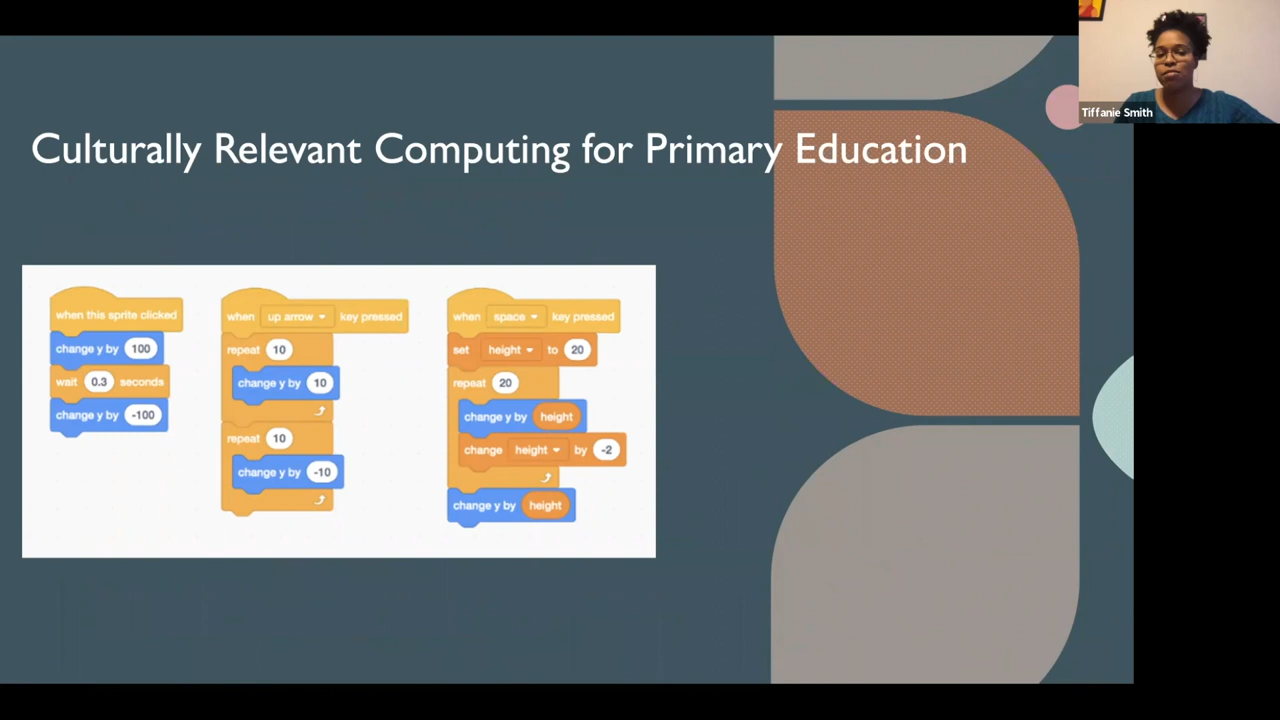 Culturally Relevant Computing for Primary Education
Tiffanie Smith
when this sprite clicked
change y by 100
wait 0.3 seconds
change y by -100
when up arrow key pressed
repeat 10
change y by 10
repeat 10
change y by -10
when space key pressed
set height to 20
repeat 20
change y by height
change height by -2
change y by height